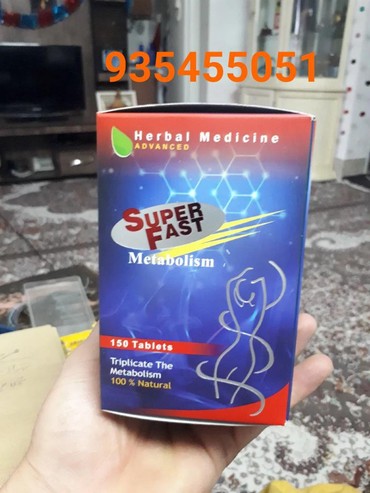 935455051
Herbal Medicine
ADVANCED
SUPER
FAST
Metabolism
150 Tablets
Triplicate The
Metabolism
100 % Natural